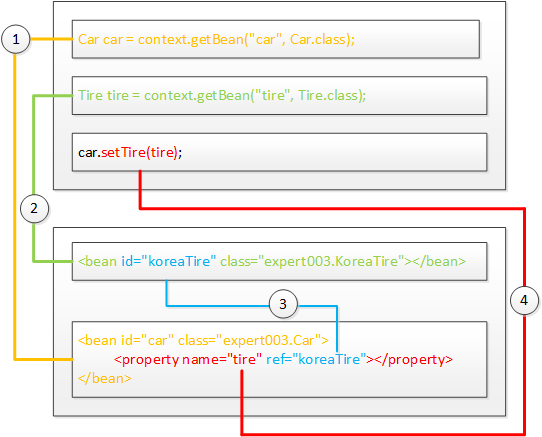 1
Car car = context.getBean("car", Car.class);
Tire tire = context.getBean("tire", Tire.class);
car.setTire(tire);
2
<bean id="koreaTire" class="expert003.KoreaTire"></bean>
3
4
<bean id="car" class="expert003.Car">
<property name="tire" ref="koreaTire"></property>
</bean>